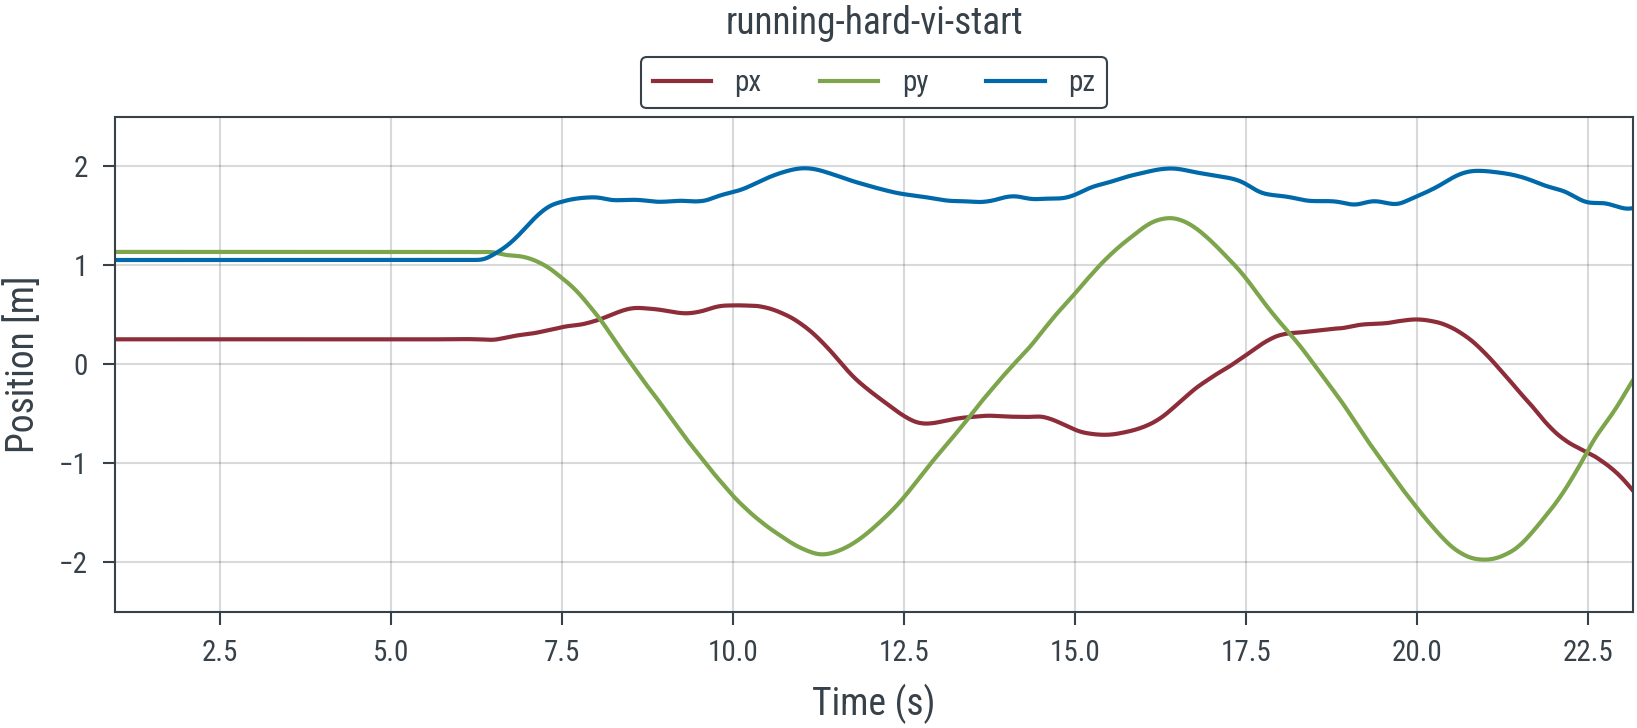 running-hard-vi-start
px py pz
Position [m]
2
1
0
−1
−2
2.5 5.0 7.5 10.0 12.5 15.0 17.5 20.0 22.5
Time (s)